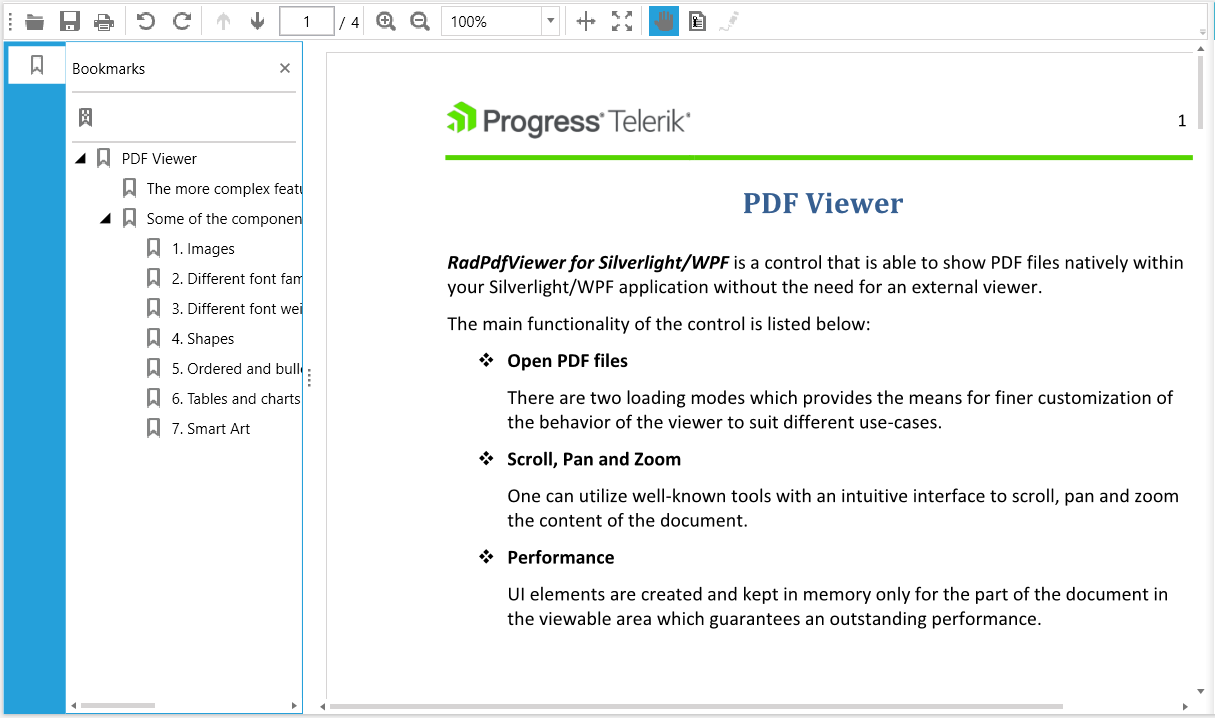 1 / 4 100%
Bookmarks
PDF Viewer
The more complex featu
Some of the componen
1. Images
2. Different font fam
3. Different font wei
4. Shapes
5. Ordered and bulle
6. Tables and charts
7. Smart Art
Progress Telerik
1
PDF Viewer
RadPdfViewer for Silverlight/WPF is a control that is able to show PDF files natively within
your Silverlight/WPF application without the need for an external viewer.
The main functionality of the control is listed below:
❖ Open PDF files
There are two loading modes which provides the means for finer customization of
the behavior of the viewer to suit different use-cases.
❖ Scroll, Pan and Zoom
One can utilize well-known tools with an intuitive interface to scroll, pan and zoom
the content of the document.
❖ Performance
UI elements are created and kept in memory only for the part of the document in
the viewable area which guarantees an outstanding performance.